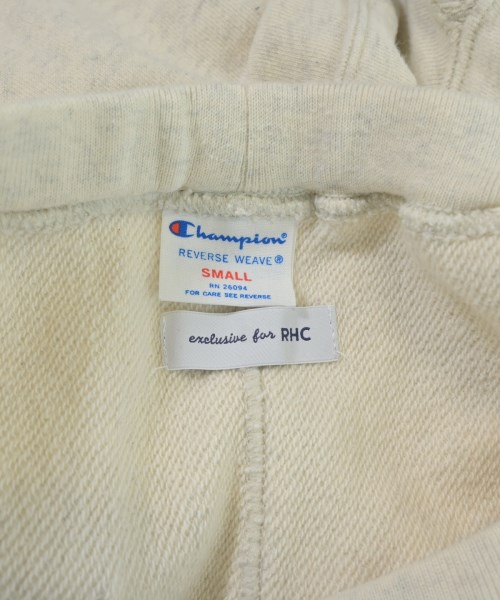 Champion®
REVERSE WEAVE®
SMALL
RN 26094
FOR CARE SEE REVERSE
exclusive for RHC